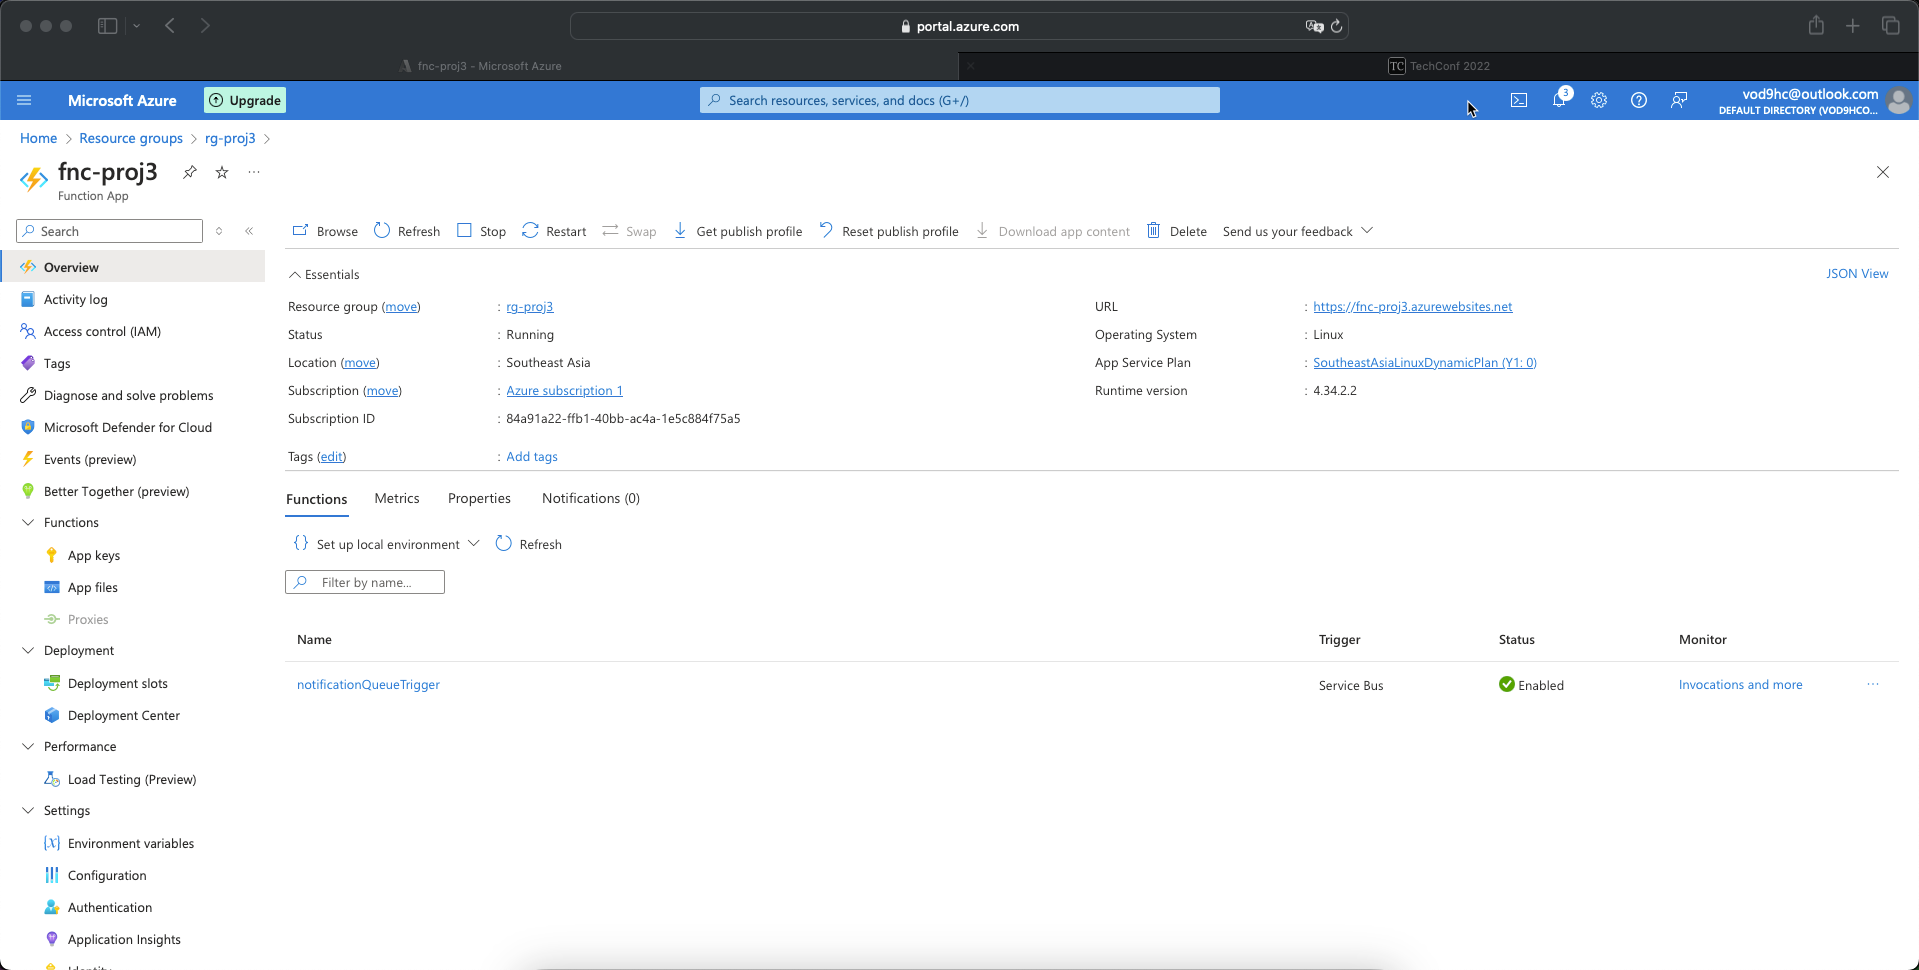 portal.azure.com
fnc-proj3 - Microsoft Azure
TC TechConf 2022
Microsoft Azure
Upgrade
Search resources, services, and docs (G+/)
3
vod9hc@outlook.com
DEFAULT DIRECTORY (VOD9HCO...
Home > Resource groups > rg-proj3 >
fnc-proj3
Function App
Search
Browse Refresh Stop Restart Swap Get publish profile Reset publish profile Download app content Delete Send us your feedback
Overview
Activity log
Access control (IAM)
Tags
Diagnose and solve problems
Microsoft Defender for Cloud
Events (preview)
Better Together (preview)
Functions
App keys
App files
Proxies
Deployment
Deployment slots
Deployment Center
Performance
Load Testing (Preview)
Settings
Environment variables
Configuration
Authentication
Application Insights
Essentials
JSON View
Resource group (move) : rg-proj3
Status : Running
Location (move) : Southeast Asia
Subscription (move) : Azure subscription 1
Subscription ID : 84a91a22-ffb1-40bb-ac4a-1e5c884f75a5
Tags (edit) : Add tags
URL : https://fnc-proj3.azurewebsites.net
Operating System : Linux
App Service Plan : SoutheastAsiaLinuxDynamicPlan (Y1: 0)
Runtime version : 4.34.2.2
Functions Metrics Properties Notifications (0)
Set up local environment Refresh
Filter by name...
Name Trigger Status Monitor
notificationQueueTrigger Service Bus Enabled Invocations and more ...